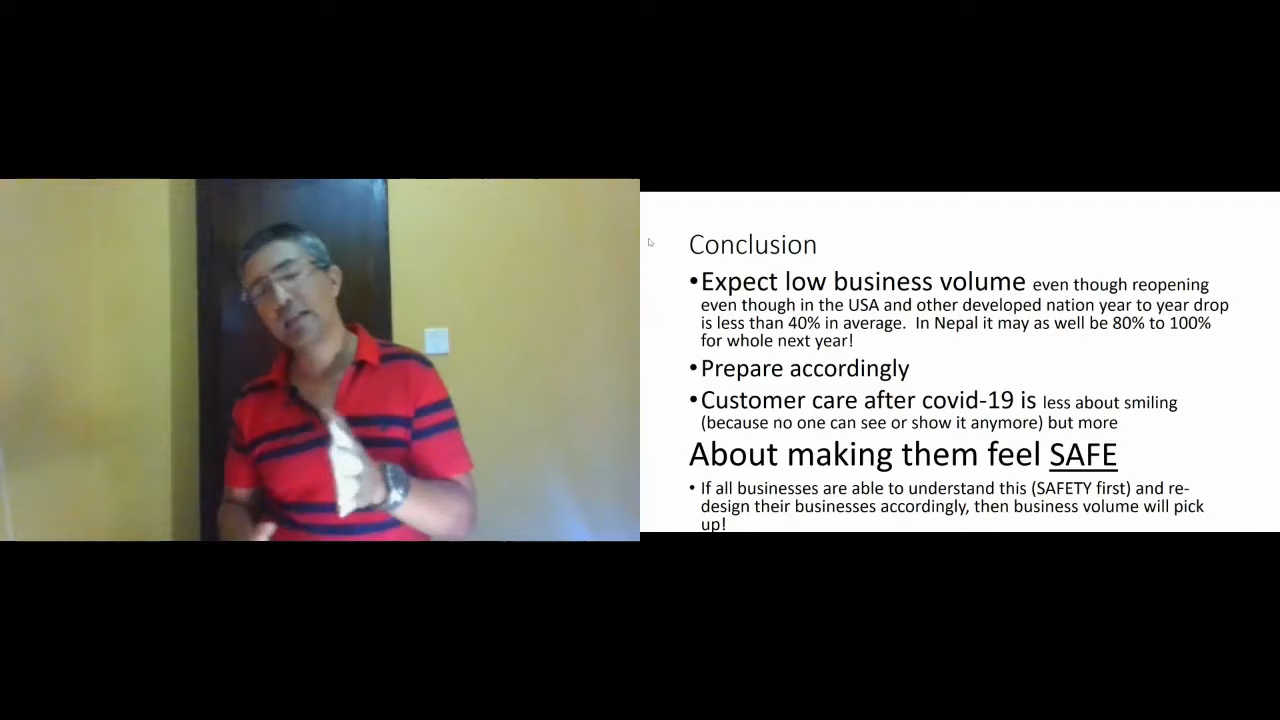 Conclusion
•Expect low business volume even though reopening
even though in the USA and other developed nation year to year drop
is less than 40% in average. In Nepal it may as well be 80% to 100%
for whole next year!
•Prepare accordingly
•Customer care after covid-19 is less about smiling
(because no one can see or show it anymore) but more
About making them feel SAFE
• If all businesses are able to understand this (SAFETY first) and re-
design their businesses accordingly, then business volume will pick
up!